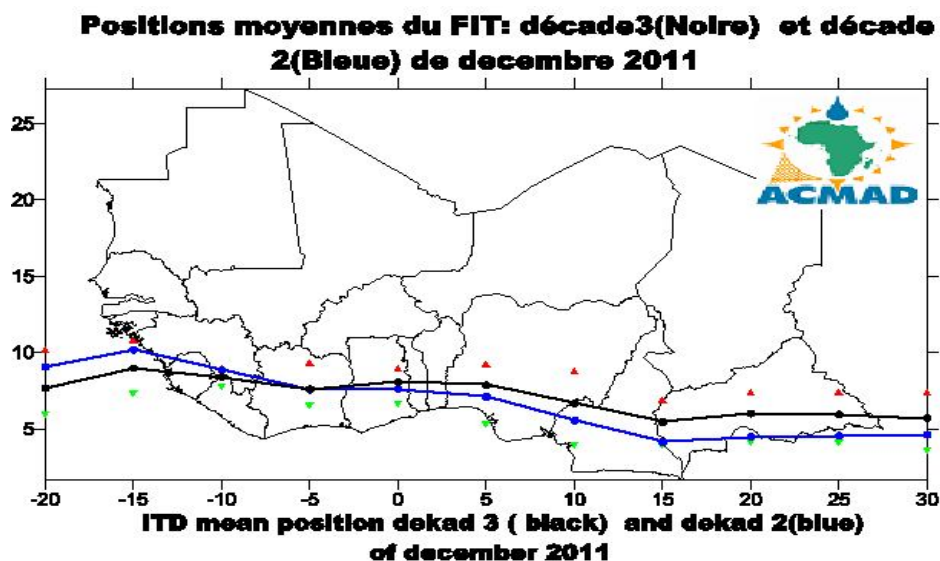 Positions moyennes du FIT: décade3(Noire) et décade
2(Bleue) de decembre 2011
25
20
15
10
5
ACMAD
-20 -15 -10 -5 0 5 10 15 20 25 30
ITD mean position dekad 3 ( black) and dekad 2(blue)
of december 2011